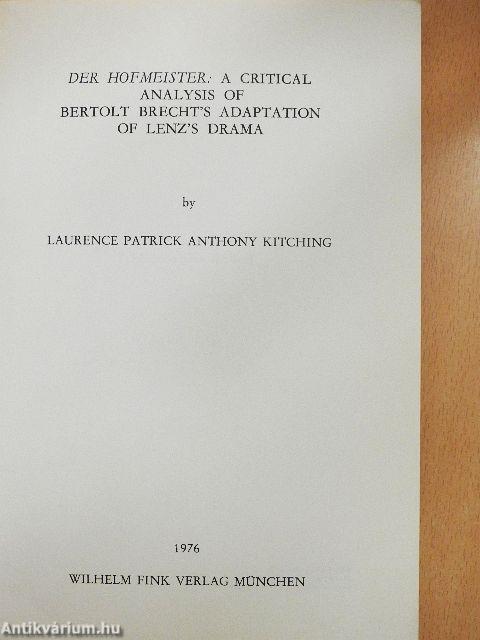 DER HOFMEISTER: A CRITICAL
ANALYSIS OF
BERTOLT BRECHT'S ADAPTATION
OF LENZ'S DRAMA
by
LAURENCE PATRICK ANTHONY KITCHING
1976
WILHELM FINK VERLAG MÜNCHEN
Antikvárium.hu